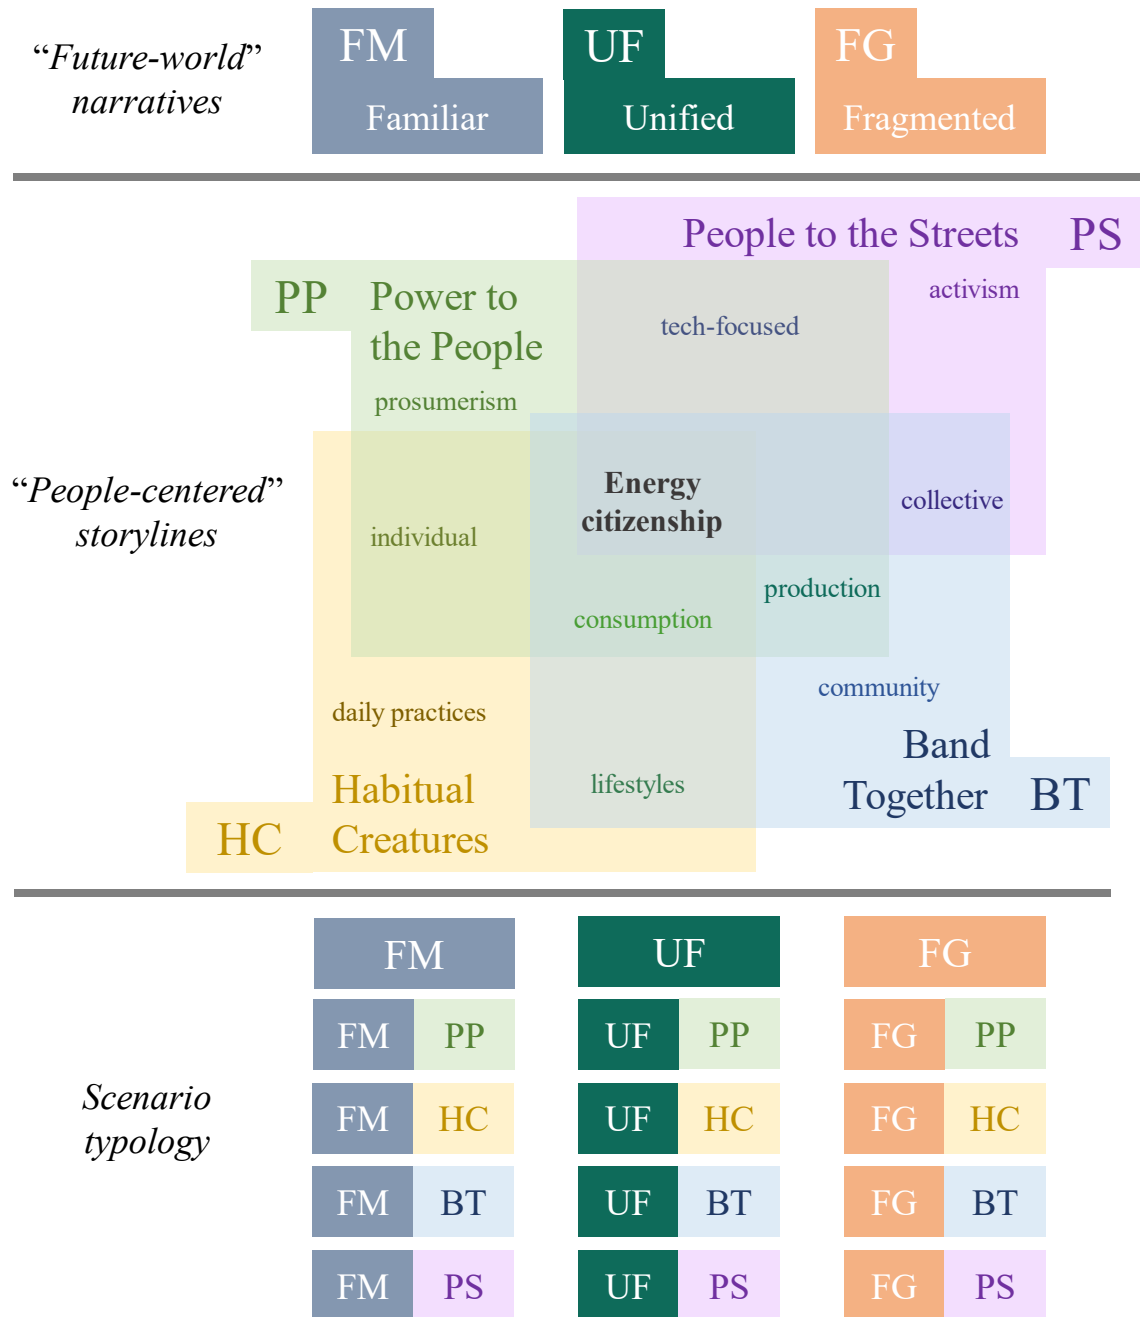 “Future-world”
narratives
FM
Familiar
UF
Unified
FG
Fragmented
People to the Streets
PS
activism
PP
Power to
the People
tech-focused
prosumerism
“People-centered”
storylines
Energy
citizenship
collective
individual
production
consumption
community
daily practices
Band
Together
BT
lifestyles
Habitual
Creatures
HC
Scenario
typology
FM
UF
FG
FM PP
UF PP
FG PP
FM HC
UF HC
FG HC
FM BT
UF BT
FG BT
FM PS
UF PS
FG PS